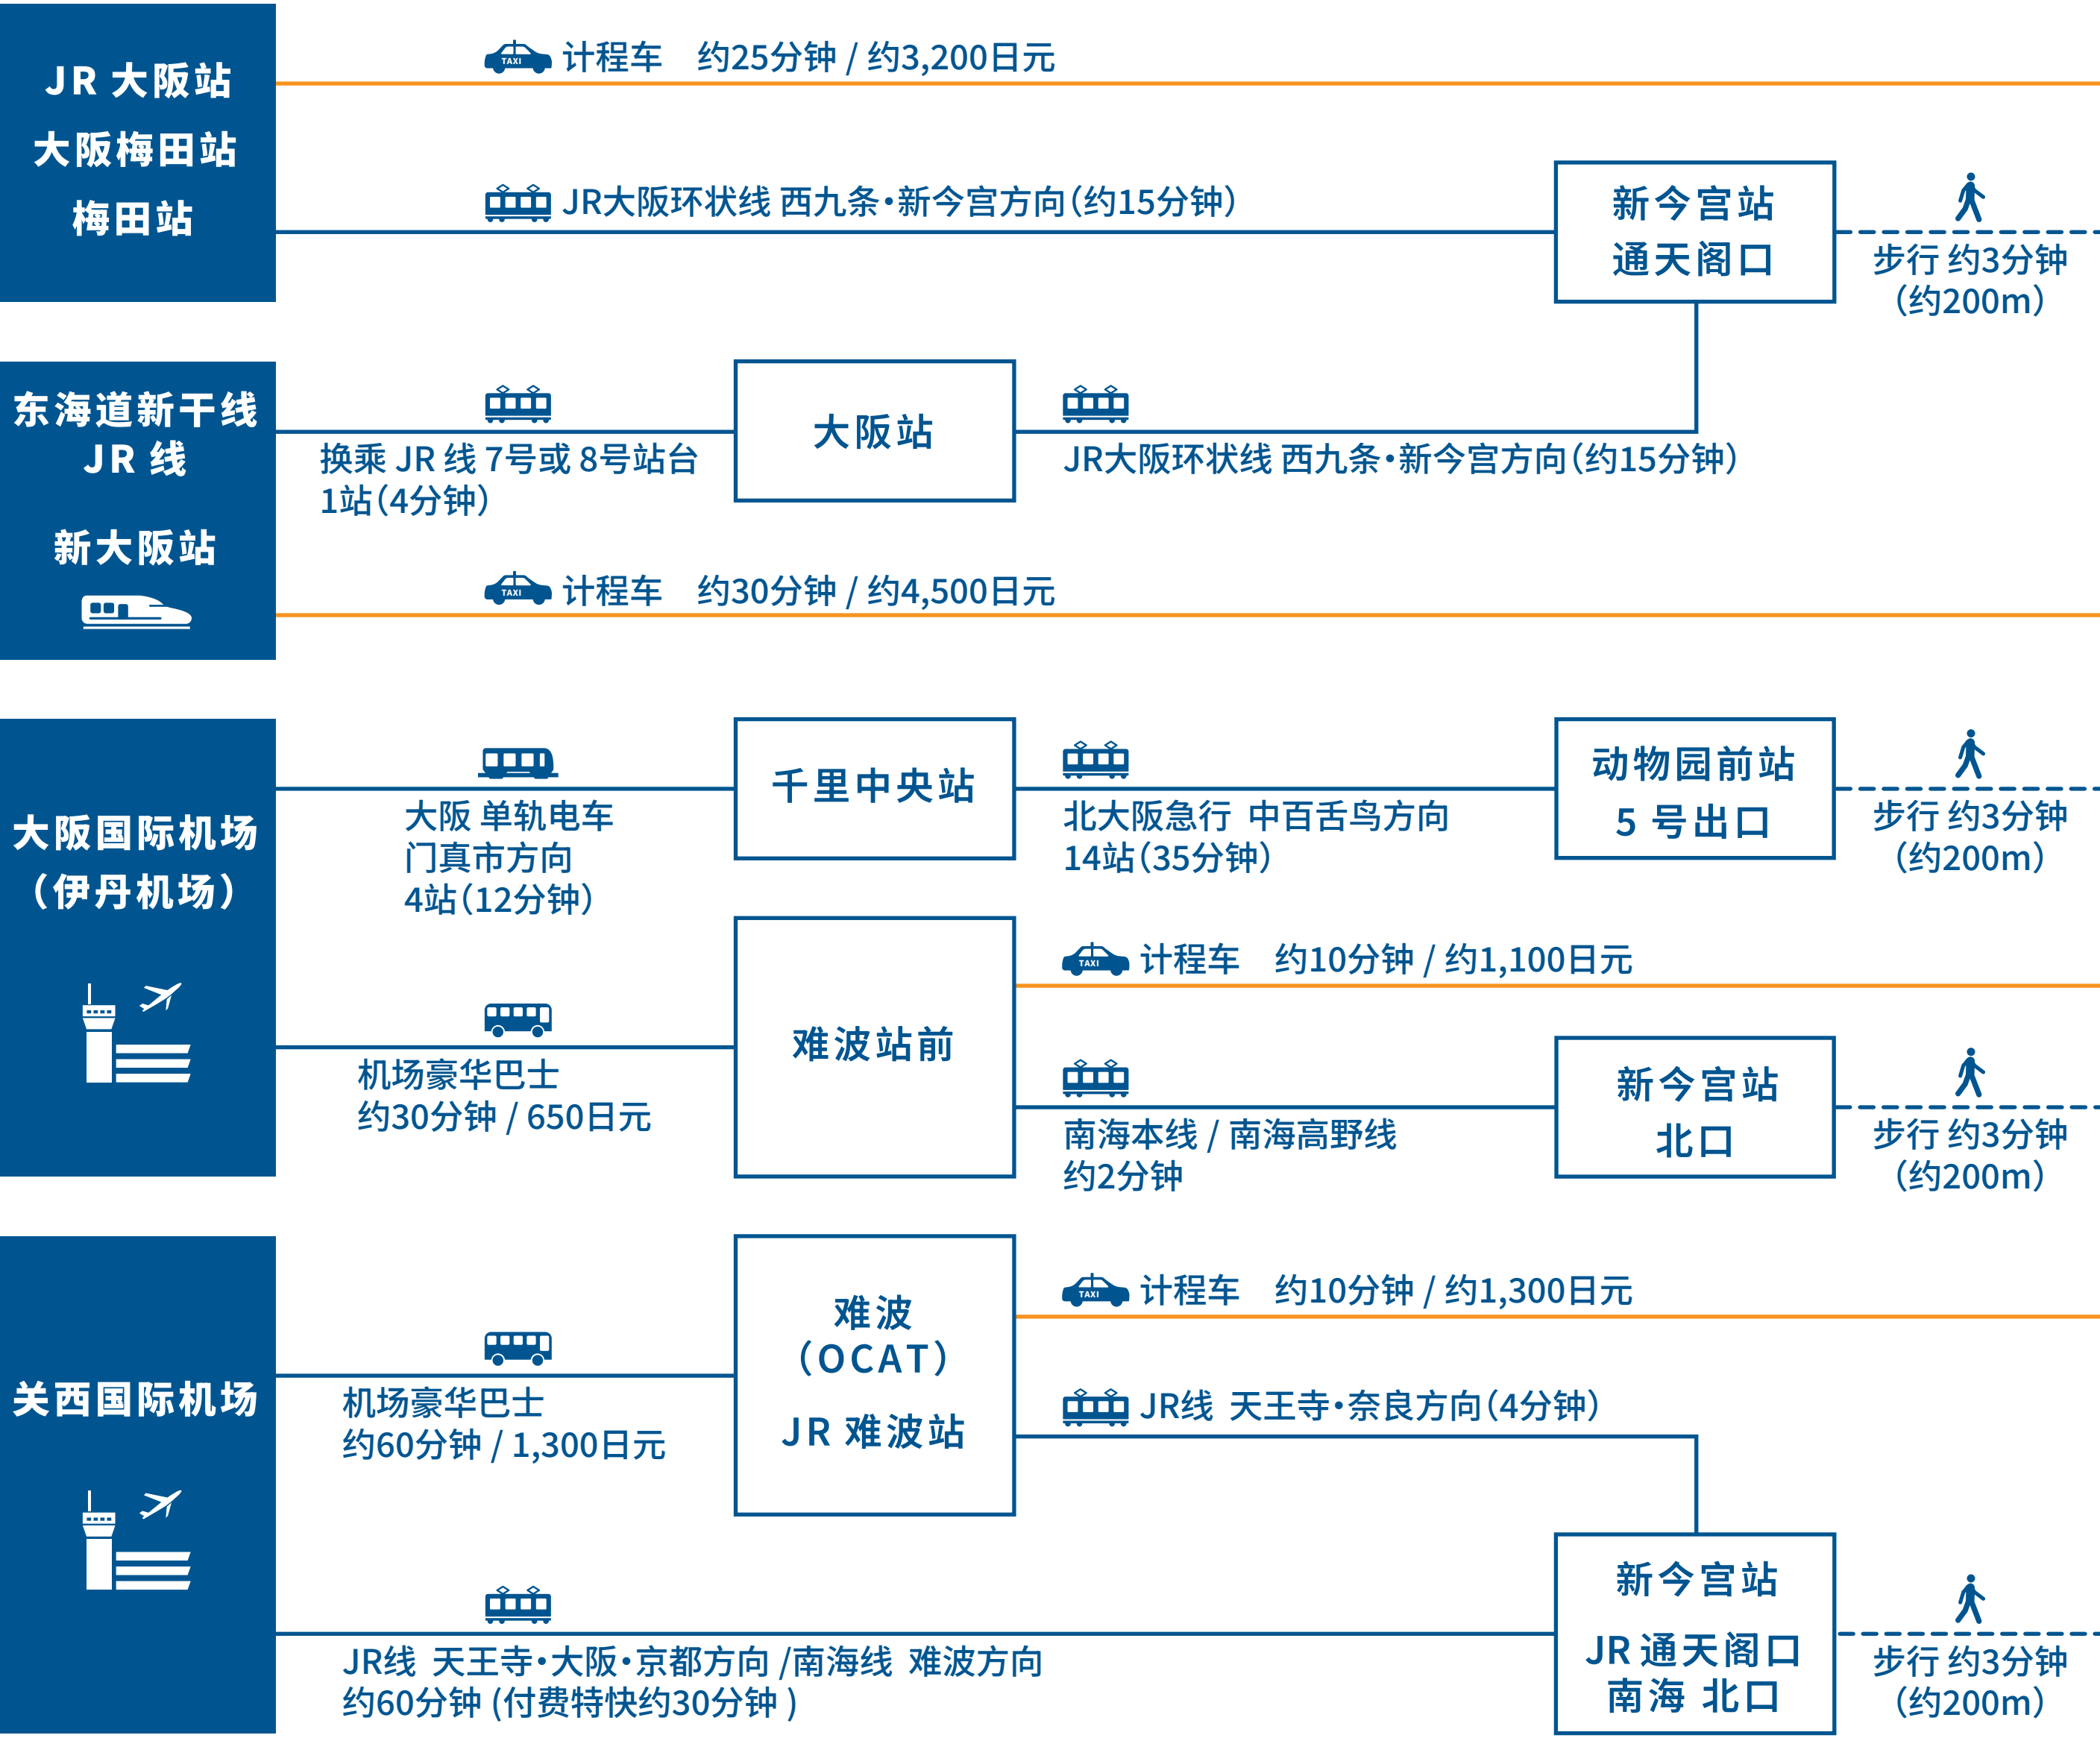 JR 大阪站
大阪梅田站
梅田站
TAXI
计程车 约25分钟 / 约3,200日元
JR大阪环状线 西九条・新今宫方向(约15分钟)
新今宫站
通天阁口
步行 约3分钟
(约200m)
东海道新干线
JR 线
新大阪站
换乘 JR 线 7号或 8号站台
1站(4分钟)
大阪站
JR大阪环状线 西九条・新今宫方向(约15分钟)
TAXI
计程车 约30分钟 / 约4,500日元
大阪国际机场
(伊丹机场)
大阪 单轨电车
门真市方向
4站(12分钟)
千里中央站
北大阪急行 中百舌鸟方向
14站(35分钟)
动物园前站
5 号出口
步行 约3分钟
(约200m)
机场豪华巴士
约30分钟 / 650日元
难波站前
TAXI
计程车 约10分钟 / 约1,100日元
南海本线 / 南海高野线
约2分钟
新今宫站
北口
步行 约3分钟
(约200m)
关西国际机场
机场豪华巴士
约60分钟 / 1,300日元
难波
(OCAT)
JR 难波站
TAXI
计程车 约10分钟 / 约1,300日元
JR线 天王寺・奈良方向(4分钟)
JR线 天王寺・大阪・京都方向 /南海线 难波方向
约60分钟 (付费特快约30分钟 )
新今宫站
JR 通天阁口
南海 北口
步行 约3分钟
(约200m)